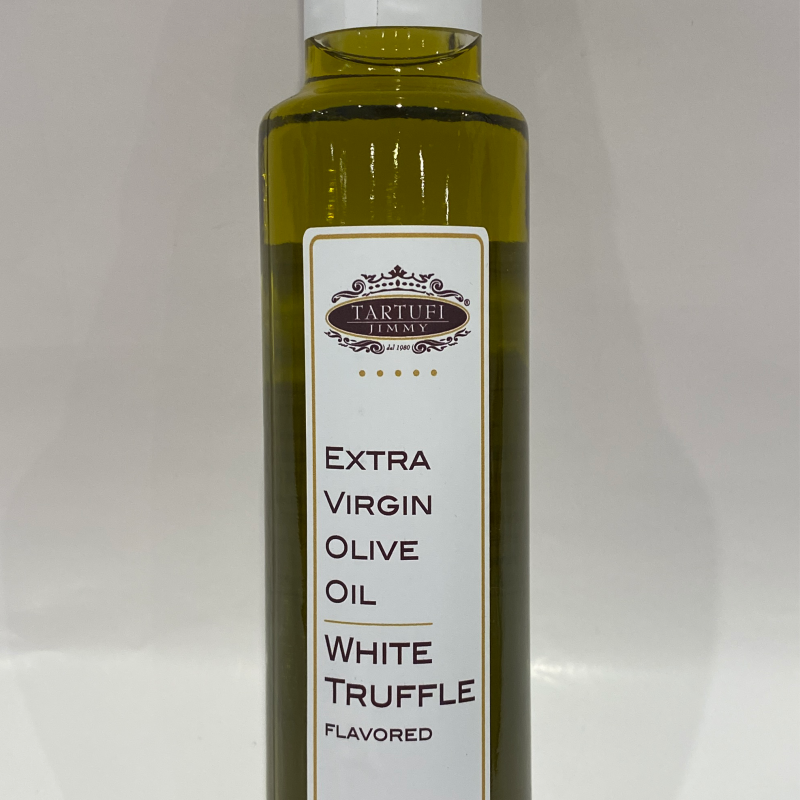 TARTUFI
JIMMY
®
dal 1980
EXTRA
VIRGIN
OLIVE
OIL
WHITE
TRUFFLE
FLAVORED